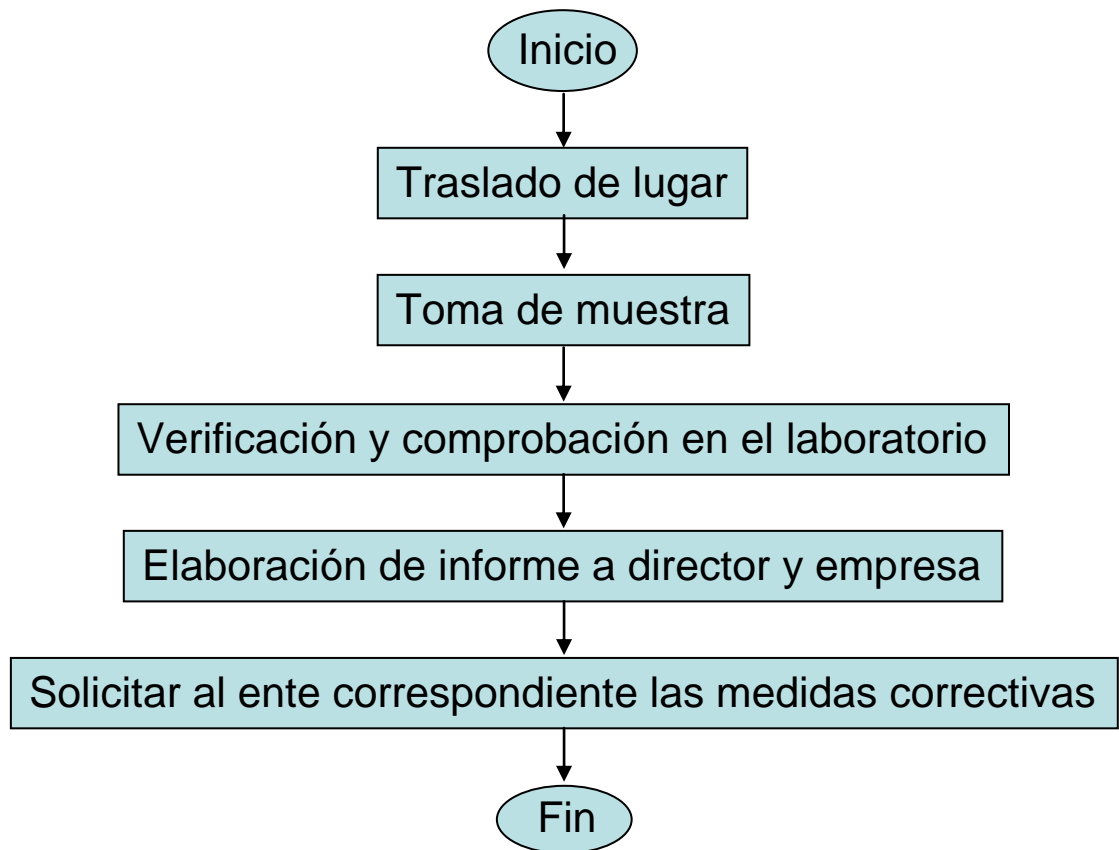 Inicio
Traslado de lugar
Toma de muestra
Verificación y comprobación en el laboratorio
Elaboración de informe a director y empresa
Solicitar al ente correspondiente las medidas correctivas
Fin